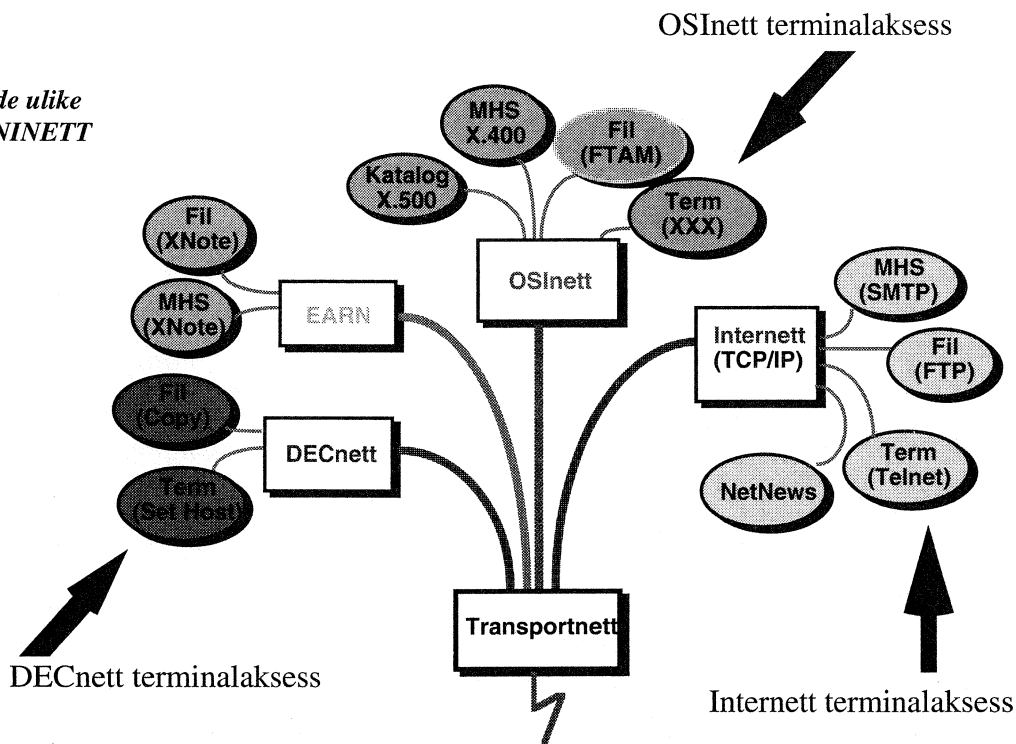 OSInett terminalaksess
de ulike
NINETT
MHS
X.400
Fil
(FTAM)
Katalog
X.500
Term
(XXX)
Fil
(XNote)
OSInett
MHS
(SMTP)
MHS
(XNote)
EARN
Internett
(TCP/IP)
Fil
(FTP)
Fil
(Copy)
DECnett
Term
(Telnet)
NetNews
Term
(Set Host)
Transportnett
DECnett terminalaksess
Internett terminalaksess